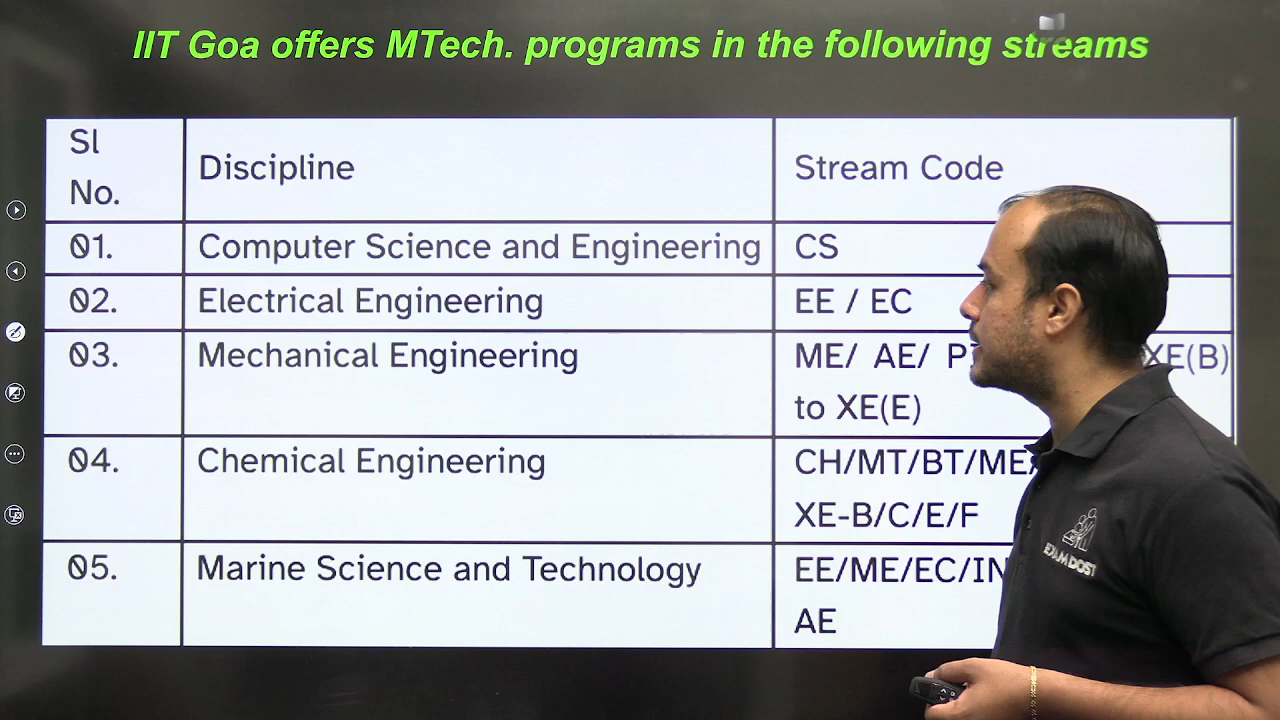 IIT Goa offers MTech. programs in the following streams
Sl No. Discipline Stream Code
01. Computer Science and Engineering CS
02. Electrical Engineering EE / EC
03. Mechanical Engineering ME/ AE/ XE(B)
to XE(E)
04. Chemical Engineering CH/MT/BT/ME
XE-B/C/E/F
05. Marine Science and Technology EE/ME/EC/IN
AE
EXAM DOST